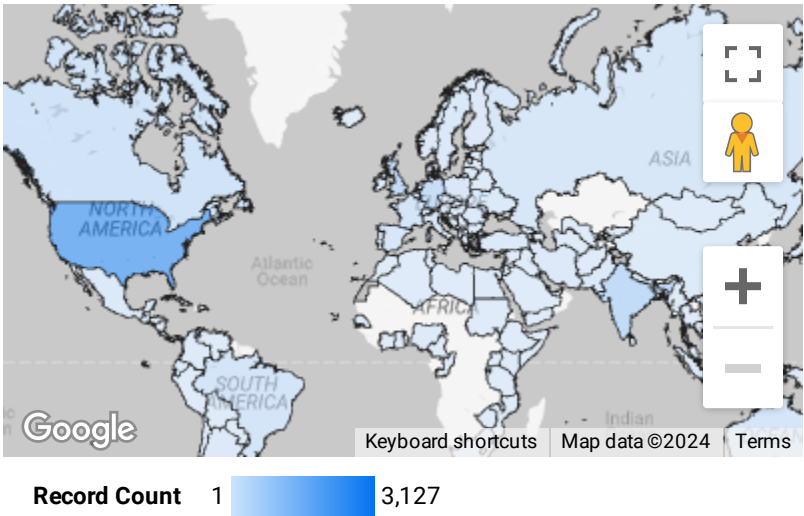 ASIA
NORTH
AMERICA
EUROPE
Atlantic
Ocean
AFRICA
SOUTH
AMERICA
Indian
Google
Keyboard shortcuts
Map data ©2024
Terms
Record Count 1 3,127